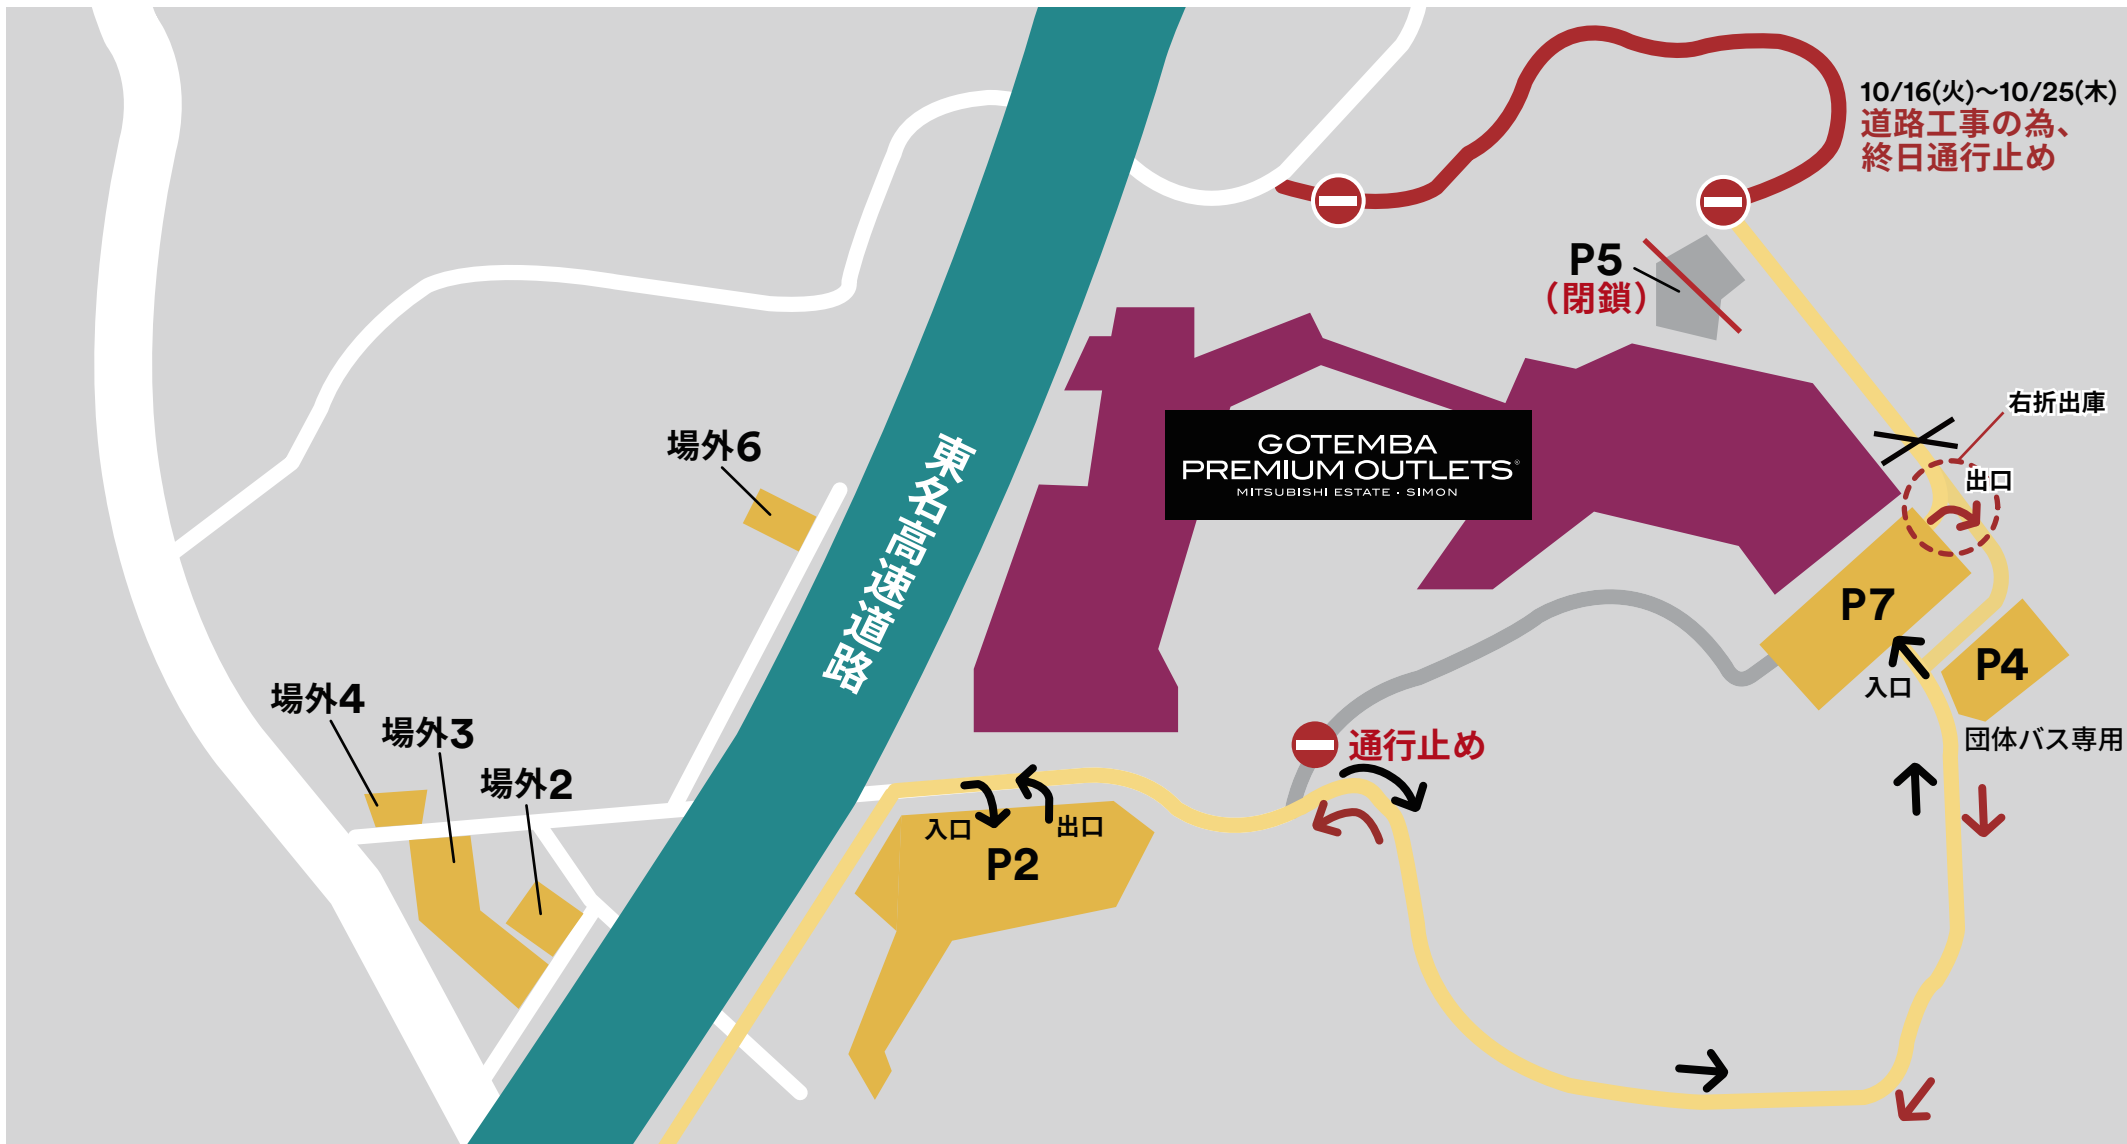 10/16(火)～10/25(木)
道路工事の為、
終日通行止め
P5
(閉鎖)
右折出庫
出口
GOTEMBA
PREMIUM OUTLETS®
MITSUBISHI ESTATE · SIMON
東名高速道路
場外6
P7
入口
P4
団体バス専用
場外4
場外3
場外2
通行止め
入口
出口
P2